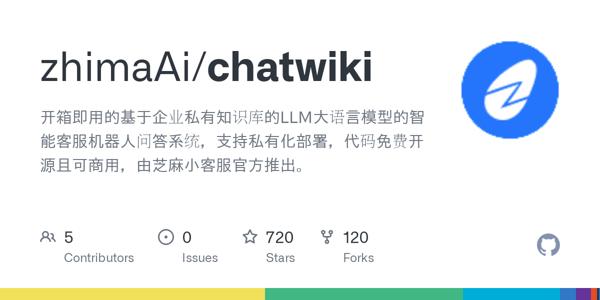 zhimaAi/chatwiki
开箱即用的基于企业私有知识库的LLM大语言模型的智
能客服机器人问答系统，支持私有化部署，代码免费开
源且可商用，由芝麻小客服官方推出。
5 0 720 120
Contributors Issues Stars Forks